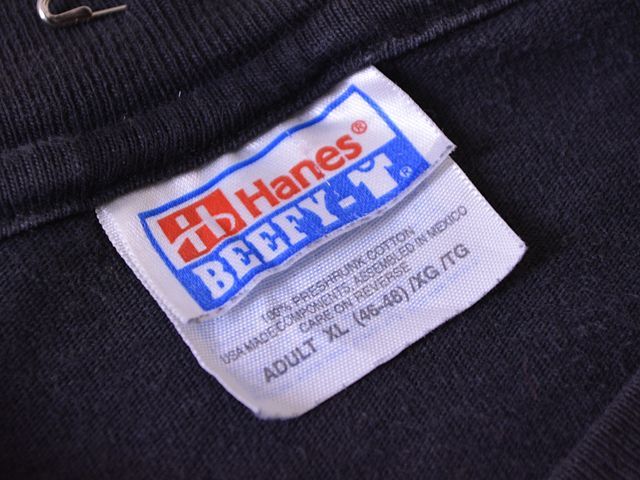 Hanes®
BEEFY-T®
100% PRESHRUNK COTTON
USA MADE COMPONENTS, ASSEMBLED IN MEXICO
CARE ON REVERSE
ADULT XL (46-48) /XG /TG